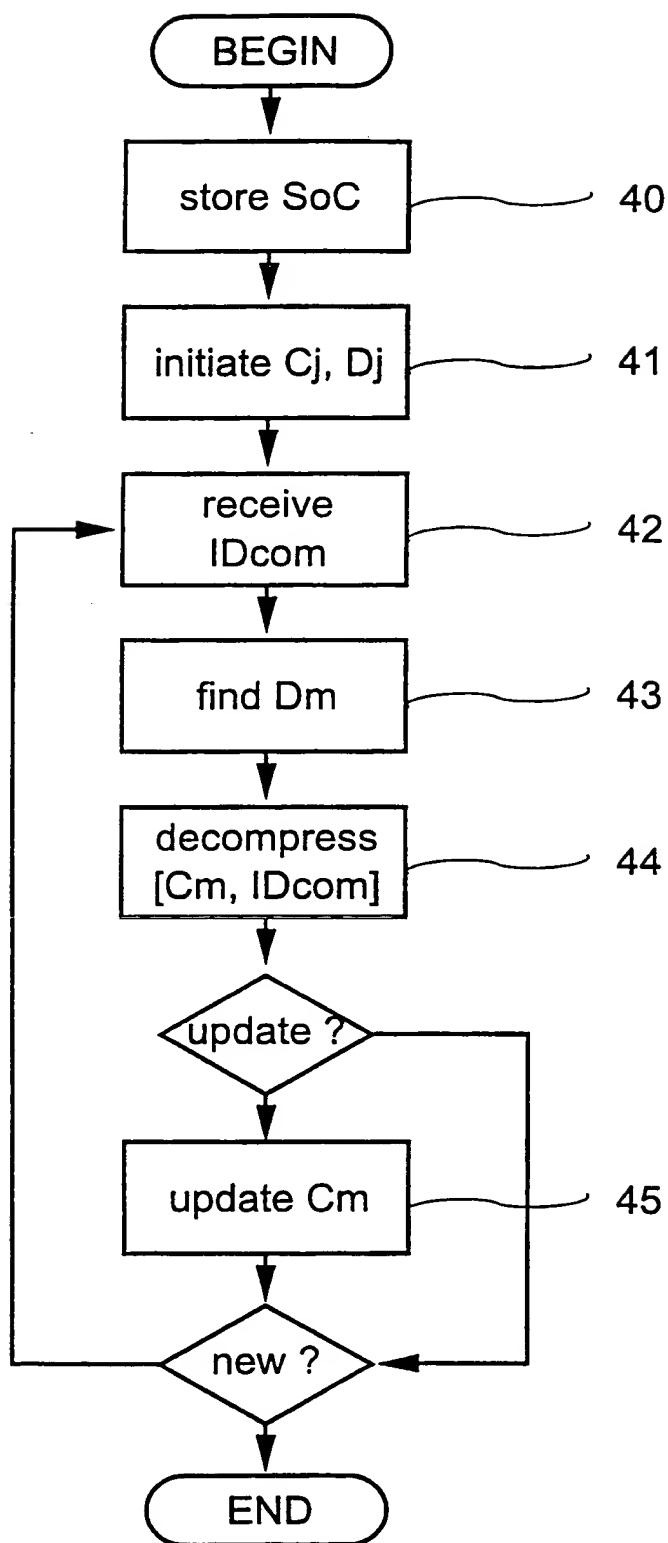 BEGIN
store SoC
40
initiate Cj, Dj
41
receive
IDcom
42
find Dm
43
decompress
[Cm, IDcom]
44
update ?
update Cm
45
new ?
END